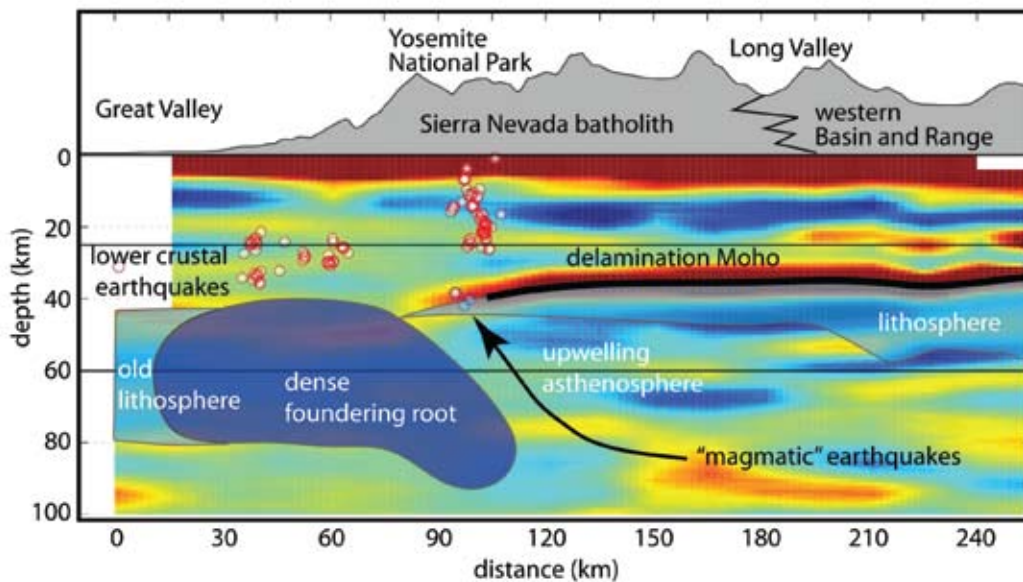 Yosemite
National Park
Long Valley
Great Valley
Sierra Nevada batholith
western
Basin and Range
0
20
40
60
80
100
depth (km)
lower crustal
earthquakes
delamination Moho
lithosphere
old
lithosphere
dense
foundering root
upwelling
asthenosphere
"magmatic" earthquakes
0
30
60
90
120
150
180
210
240
distance (km)